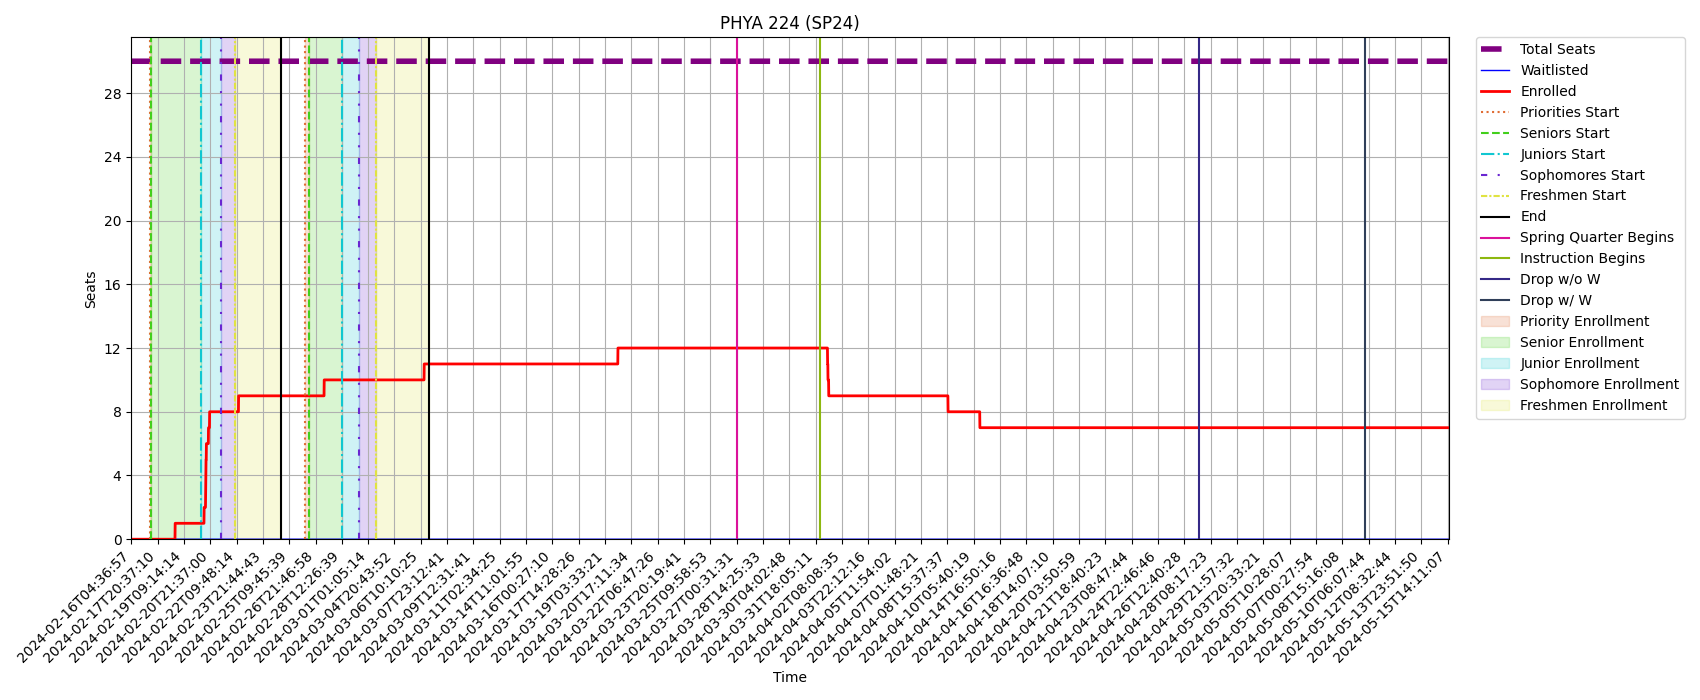 PHYA 224 (SP24)
Seats
28
24
20
16
12
8
4
0
2024-02-16T04:36:57
2024-02-17T20:37:10
2024-02-19T09:14:14
2024-02-20T21:37:00
2024-02-22T09:48:14
2024-02-23T21:44:43
2024-02-25T09:45:39
2024-02-26T21:46:58
2024-02-28T12:26:39
2024-03-01T01:05:14
2024-03-04T20:43:52
2024-03-06T10:10:25
2024-03-07T23:12:41
2024-03-09T12:31:41
2024-03-11T02:34:25
2024-03-14T11:01:55
2024-03-16T00:27:10
2024-03-17T14:28:26
2024-03-19T03:33:21
2024-03-20T17:11:34
2024-03-22T06:47:26
2024-03-23T20:19:41
2024-03-25T09:58:53
2024-03-27T00:31:31
2024-03-28T14:25:33
2024-03-30T04:02:48
2024-03-31T18:05:11
2024-04-02T08:08:35
2024-04-03T22:12:16
2024-04-05T11:54:02
2024-04-07T01:48:21
2024-04-08T15:37:37
2024-04-10T05:40:19
2024-04-14T16:50:16
2024-04-16T16:36:48
2024-04-18T14:07:10
2024-04-20T03:50:59
2024-04-21T18:40:23
2024-04-23T08:47:44
2024-04-24T22:46:46
2024-04-26T12:40:28
2024-04-28T08:17:23
2024-04-29T21:57:32
2024-05-03T20:33:21
2024-05-05T10:28:07
2024-05-07T00:27:54
2024-05-08T15:16:08
2024-05-10T06:07:44
2024-05-12T08:32:44
2024-05-13T23:51:50
2024-05-15T14:11:07
Time
Total Seats
Waitlisted
Enrolled
Priorities Start
Seniors Start
Juniors Start
Sophomores Start
Freshmen Start
End
Spring Quarter Begins
Instruction Begins
Drop w/o W
Drop w/ W
Priority Enrollment
Senior Enrollment
Junior Enrollment
Sophomore Enrollment
Freshmen Enrollment